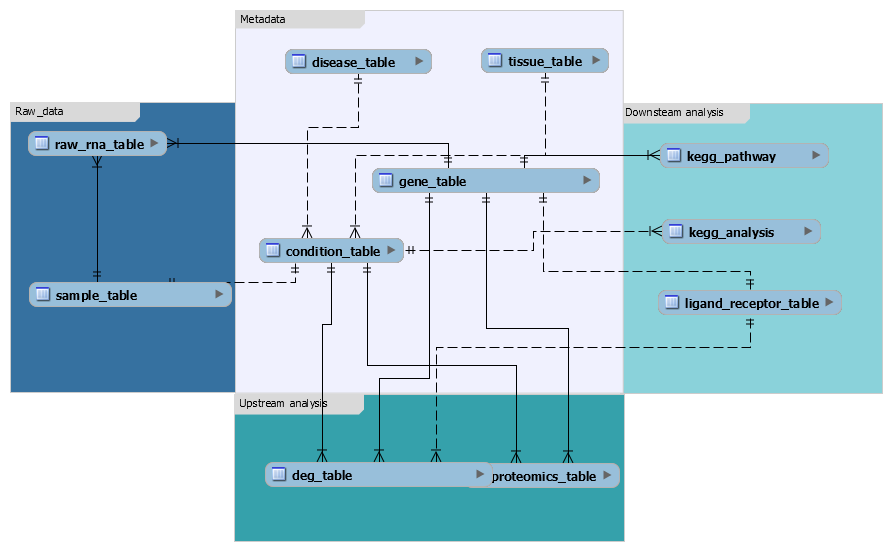 Metadata
disease_table
tissue_table
Raw_data
Downsteam analysis
raw_rna_table
kegg_pathway
gene_table
kegg_analysis
condition_table
sample_table
ligand_receptor_table
Upstream analysis
deg_table
proteomics_table